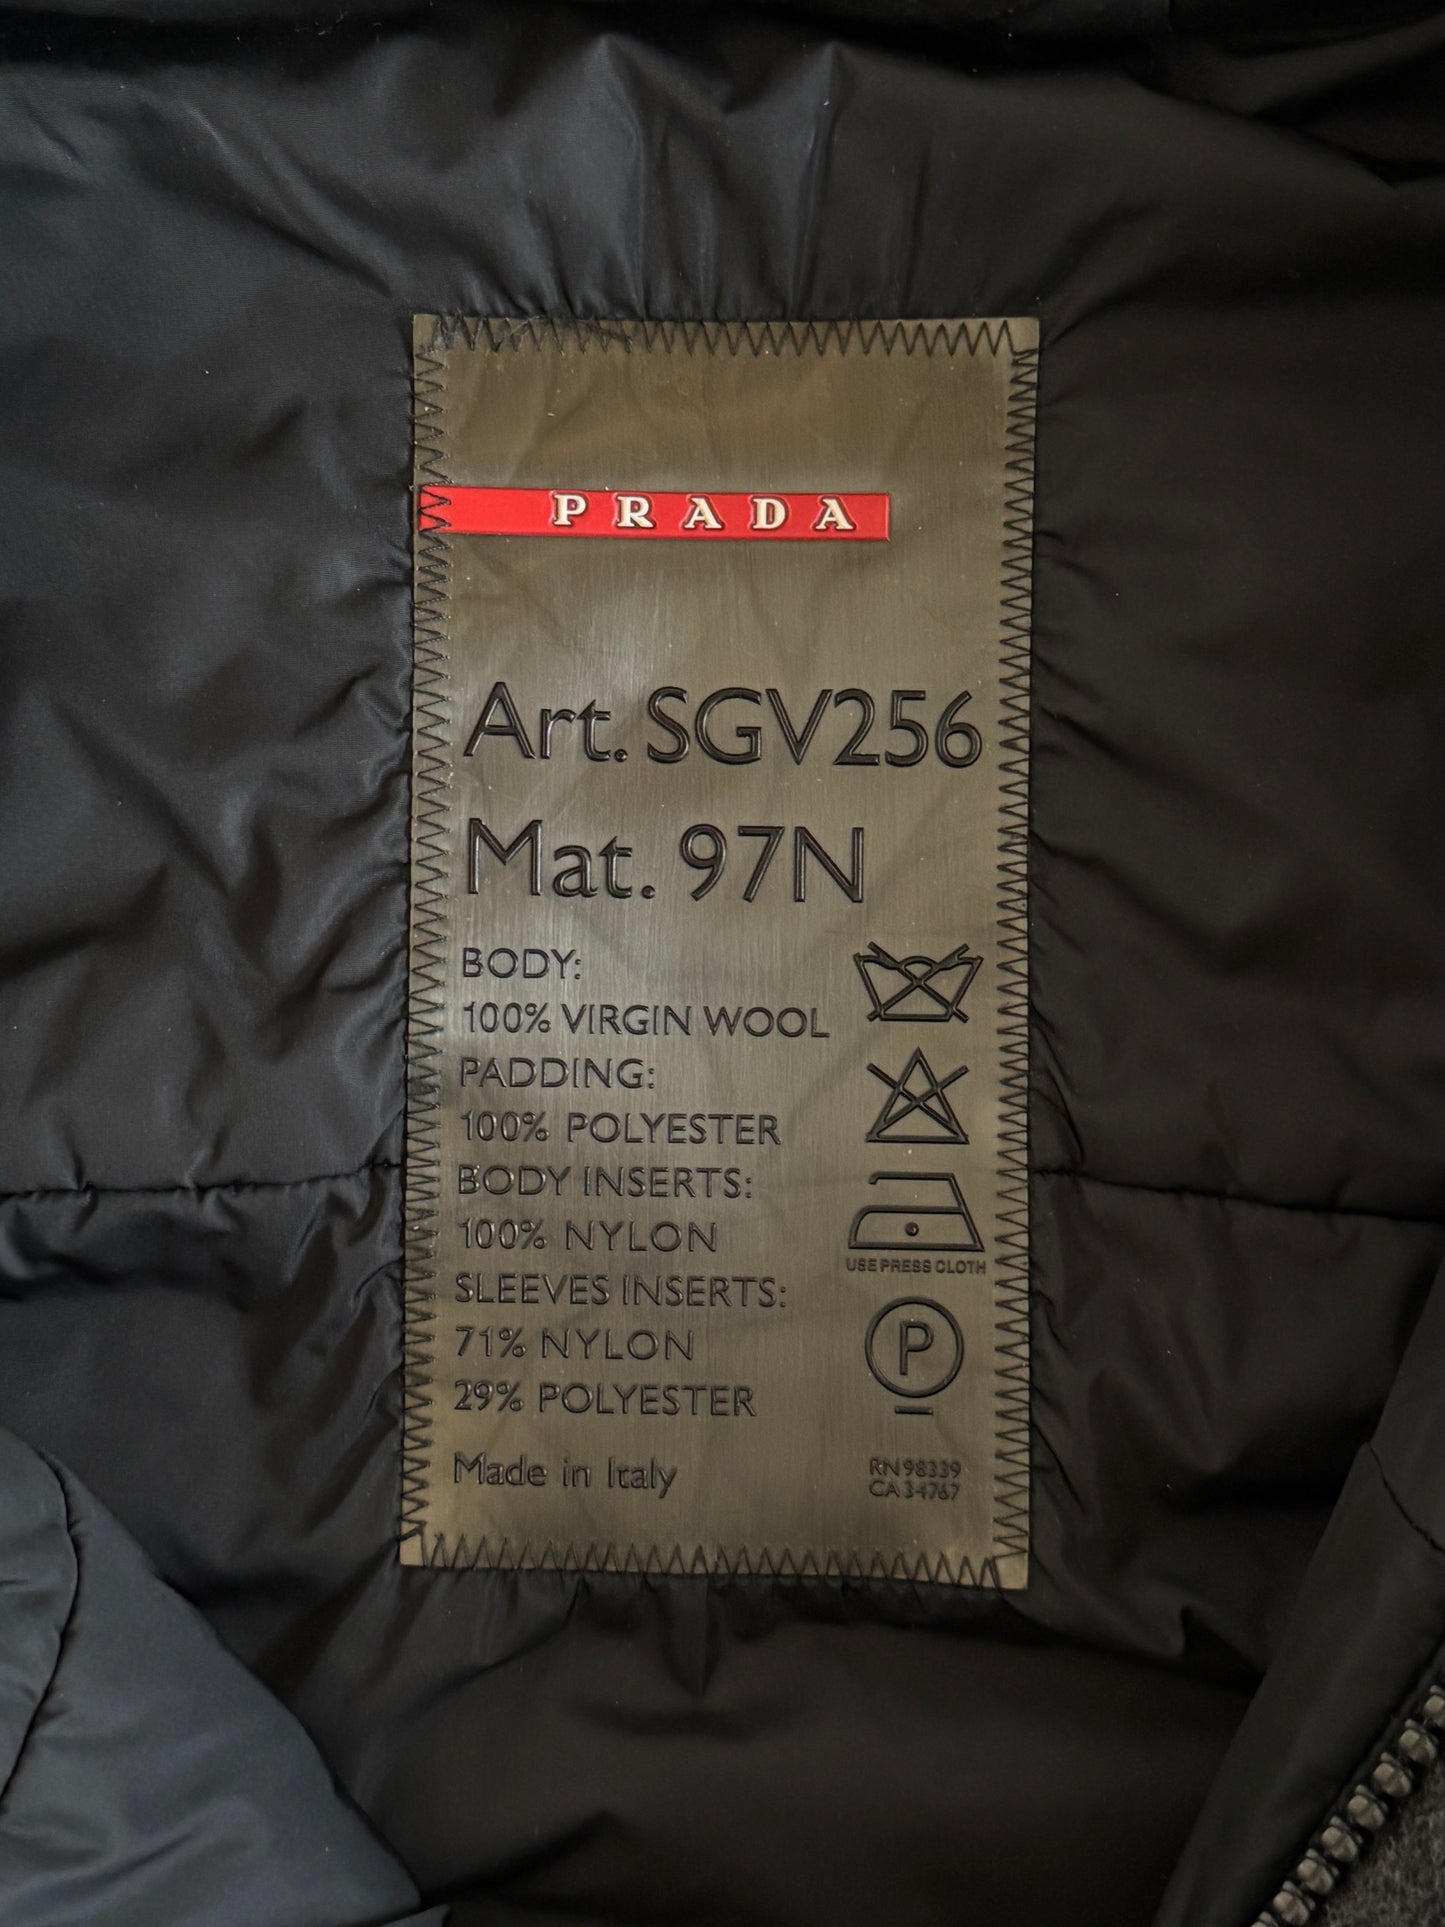 PRADA
Art. SGV256
Mat. 97N
BODY:
100% VIRGIN WOOL
PADDING:
100% POLYESTER
BODY INSERTS:
100% NYLON
SLEEVES INSERTS:
71% NYLON
29% POLYESTER
USE PRESS CLOTH
P
Made in Italy
RN 98339
CA 34767